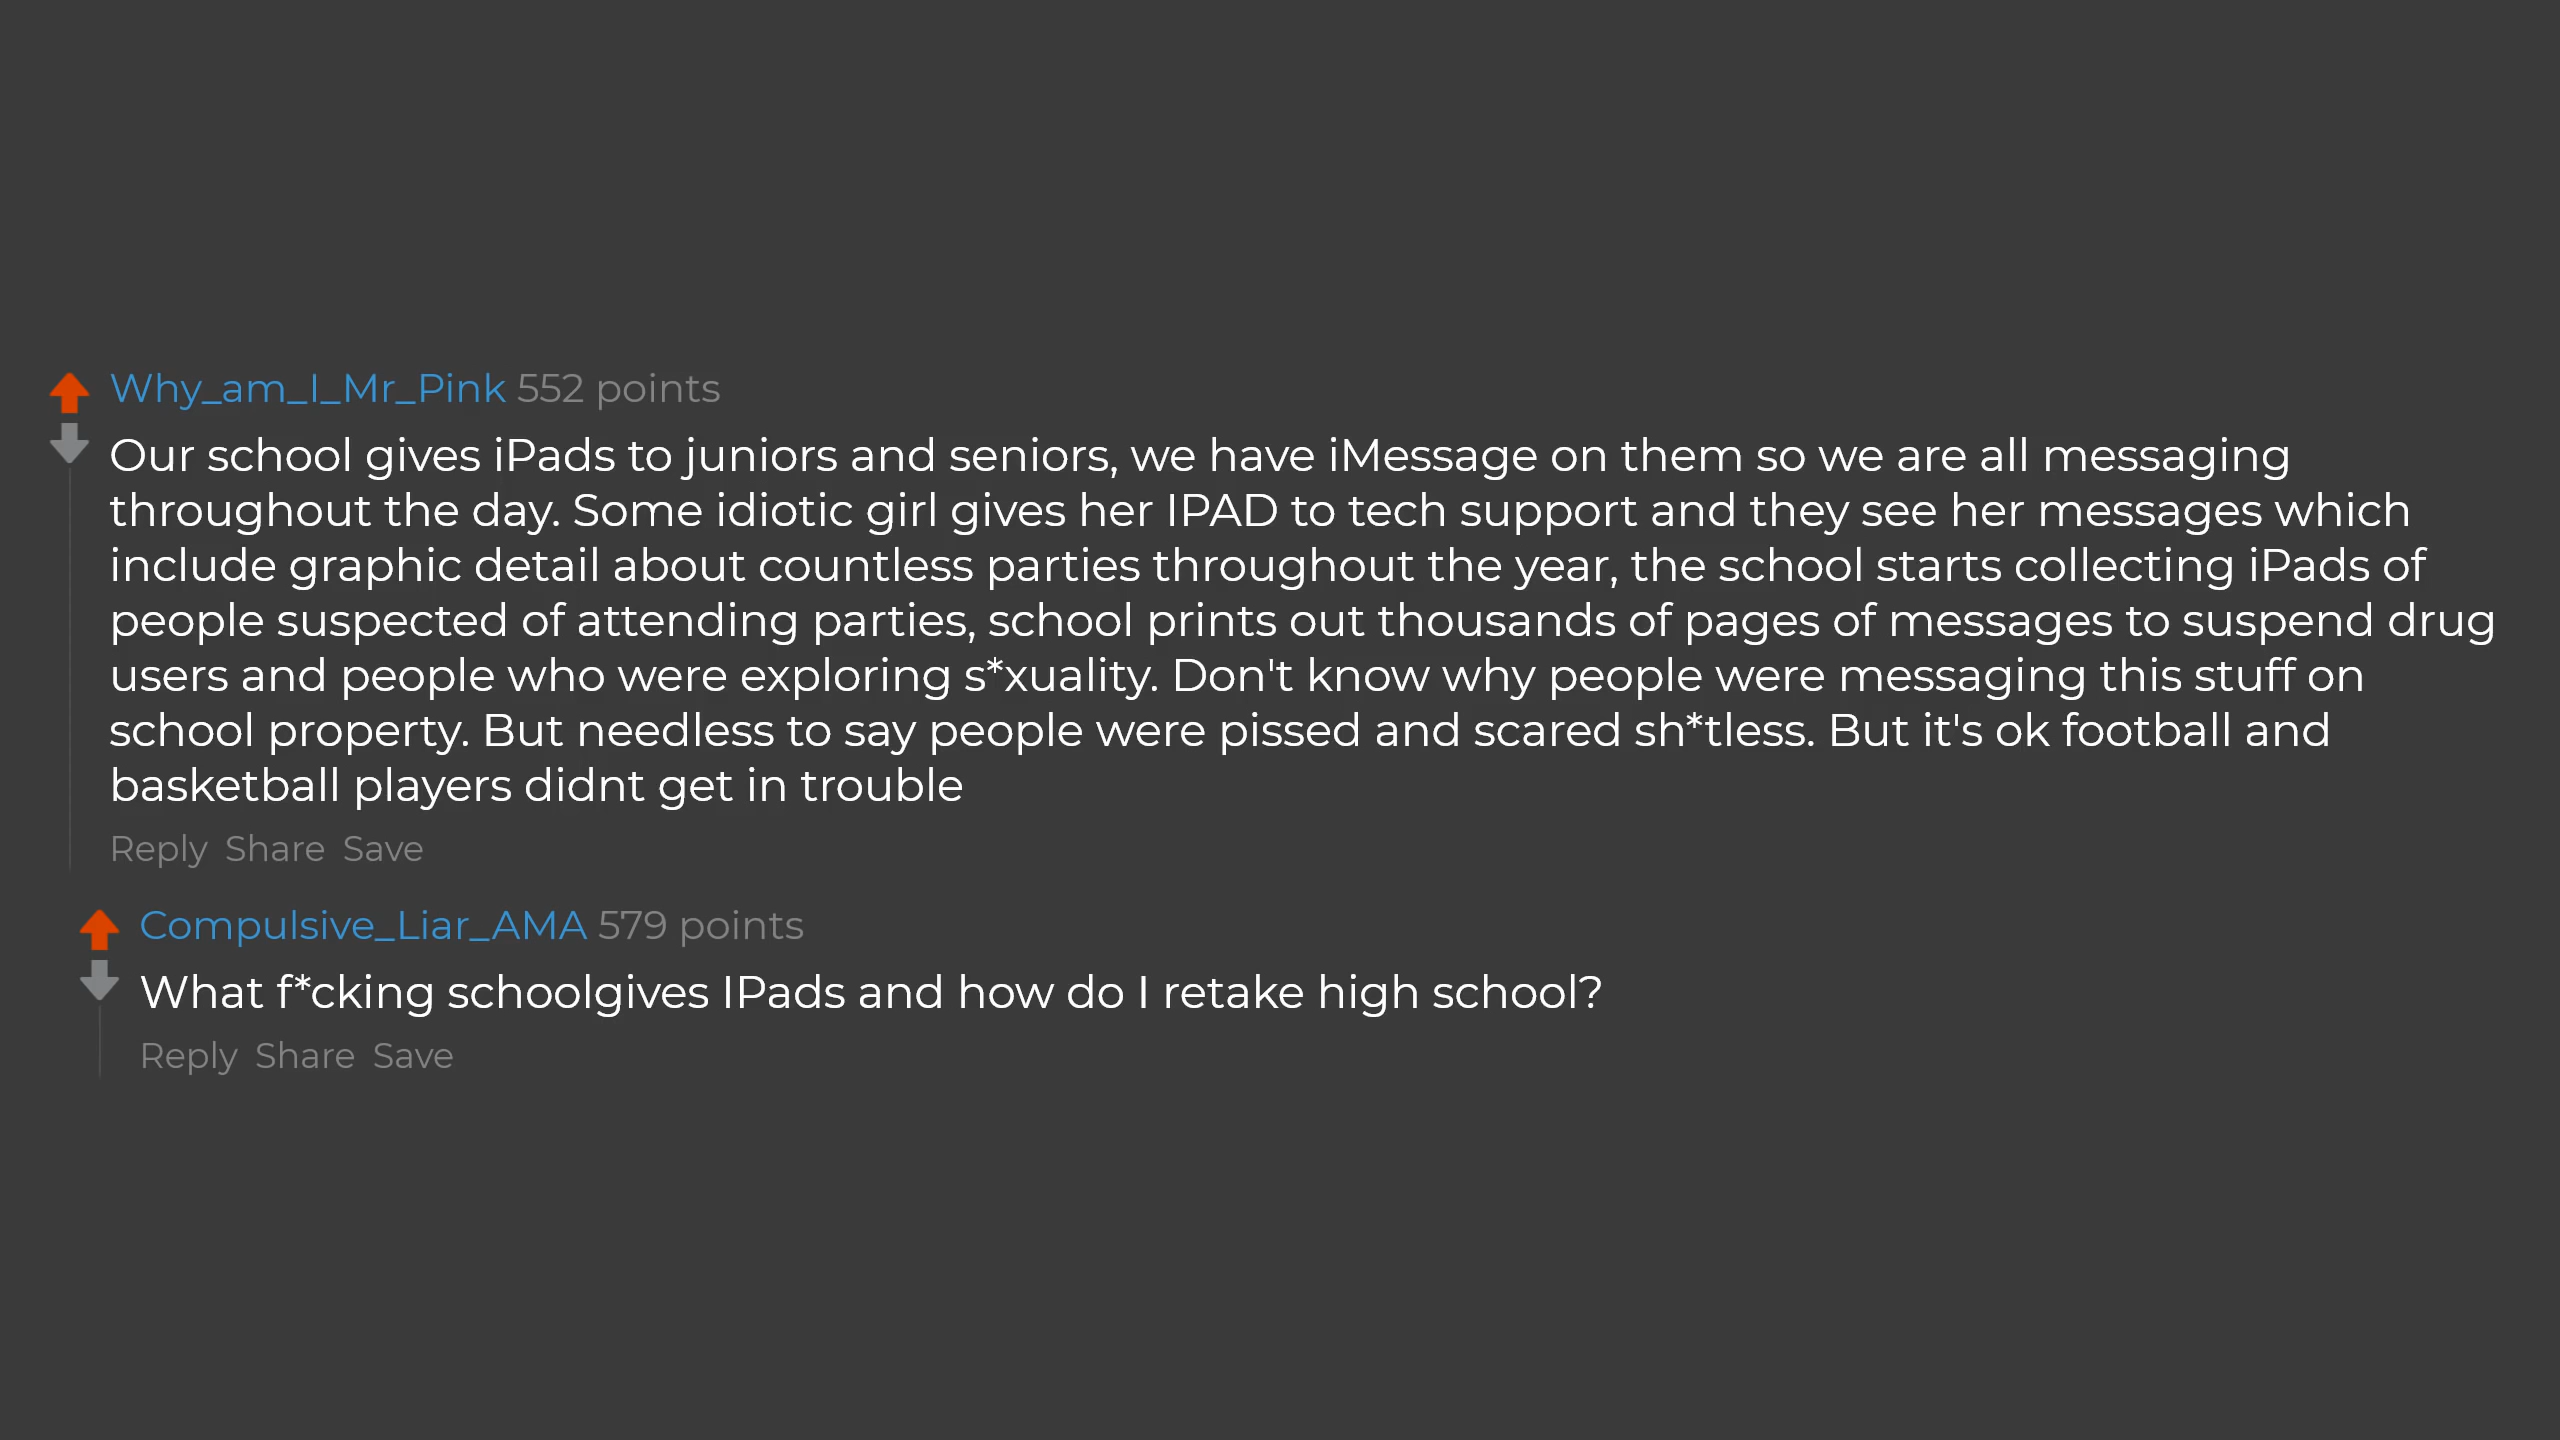 Why_am_I_Mr_Pink 552 points
Our school gives iPads to juniors and seniors, we have iMessage on them so we are all messaging
throughout the day. Some idiotic girl gives her IPAD to tech support and they see her messages which
include graphic detail about countless parties throughout the year, the school starts collecting iPads of
people suspected of attending parties, school prints out thousands of pages of messages to suspend drug
users and people who were exploring s*xuality. Don't know why people were messaging this stuff on
school property. But needless to say people were pissed and scared sh*tless. But it's ok football and
basketball players didnt get in trouble
Reply Share Save
Compulsive_Liar_AMA 579 points
What f*cking schoolgives IPads and how do I retake high school?
Reply Share Save